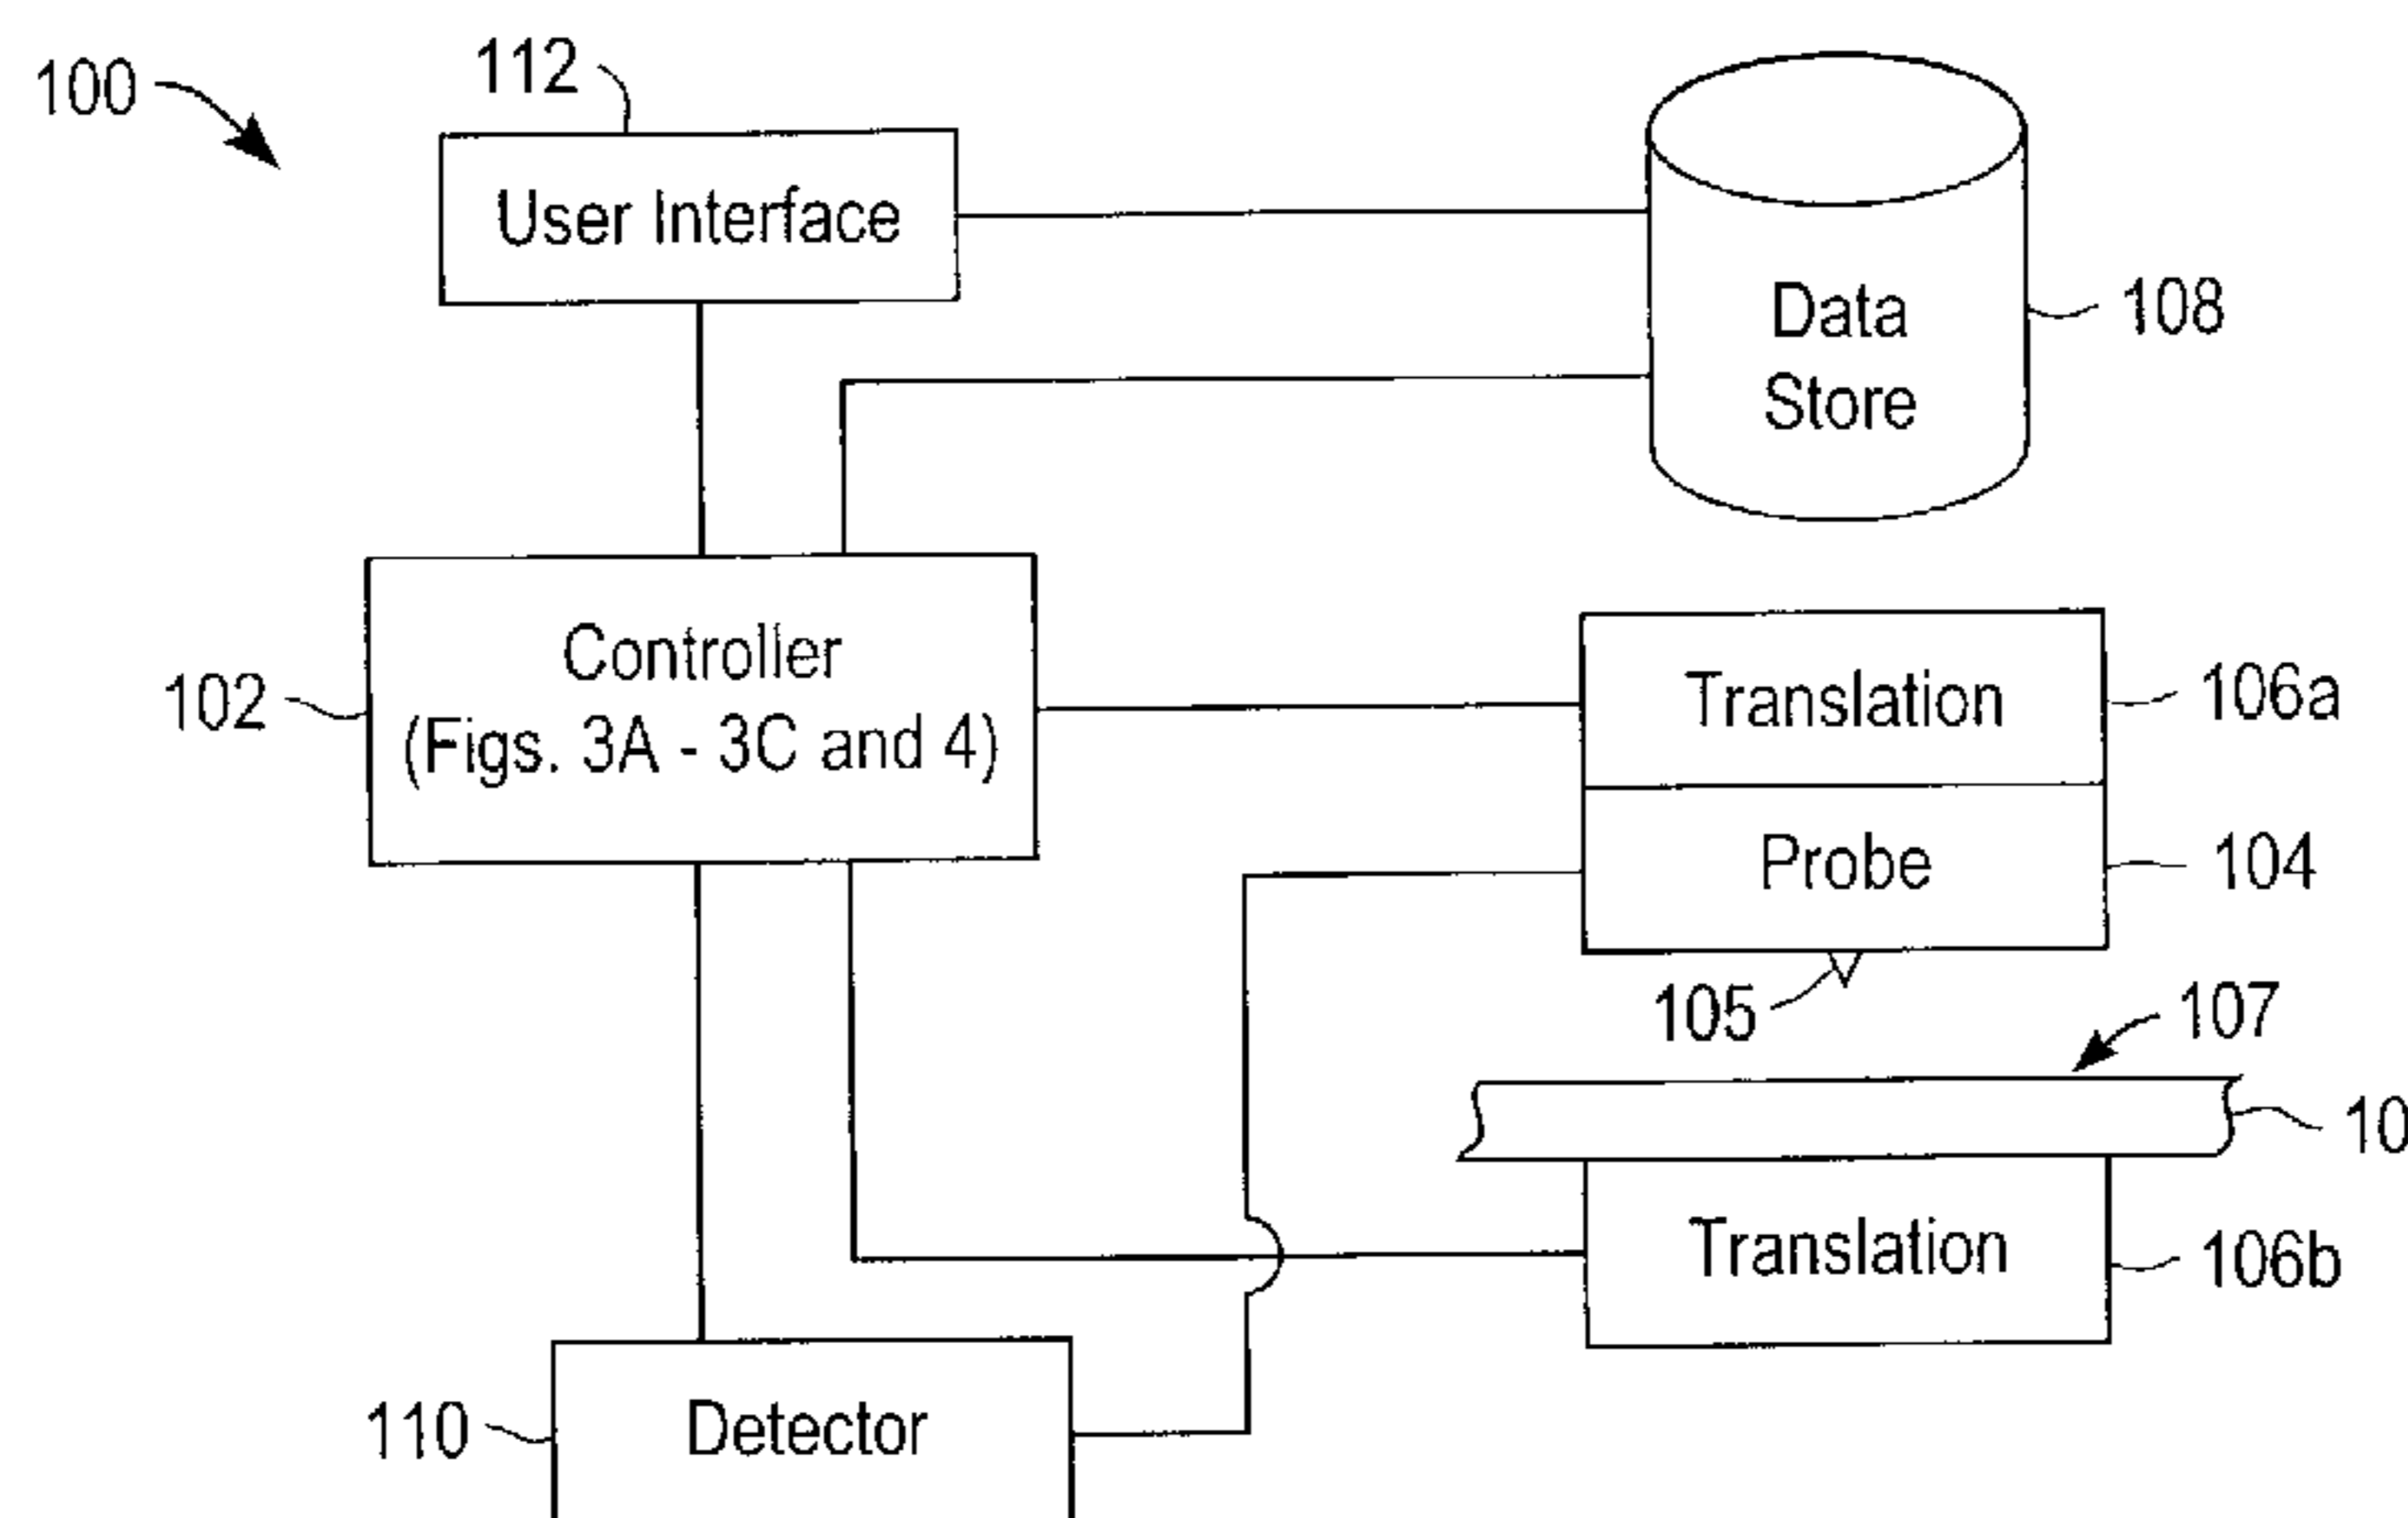 100
112
User Interface
Data
Store
108
Controller
(Figs. 3A - 3C and 4)
102
Translation
106a
Probe
104
105
107
10
Translation
106b
110
Detector